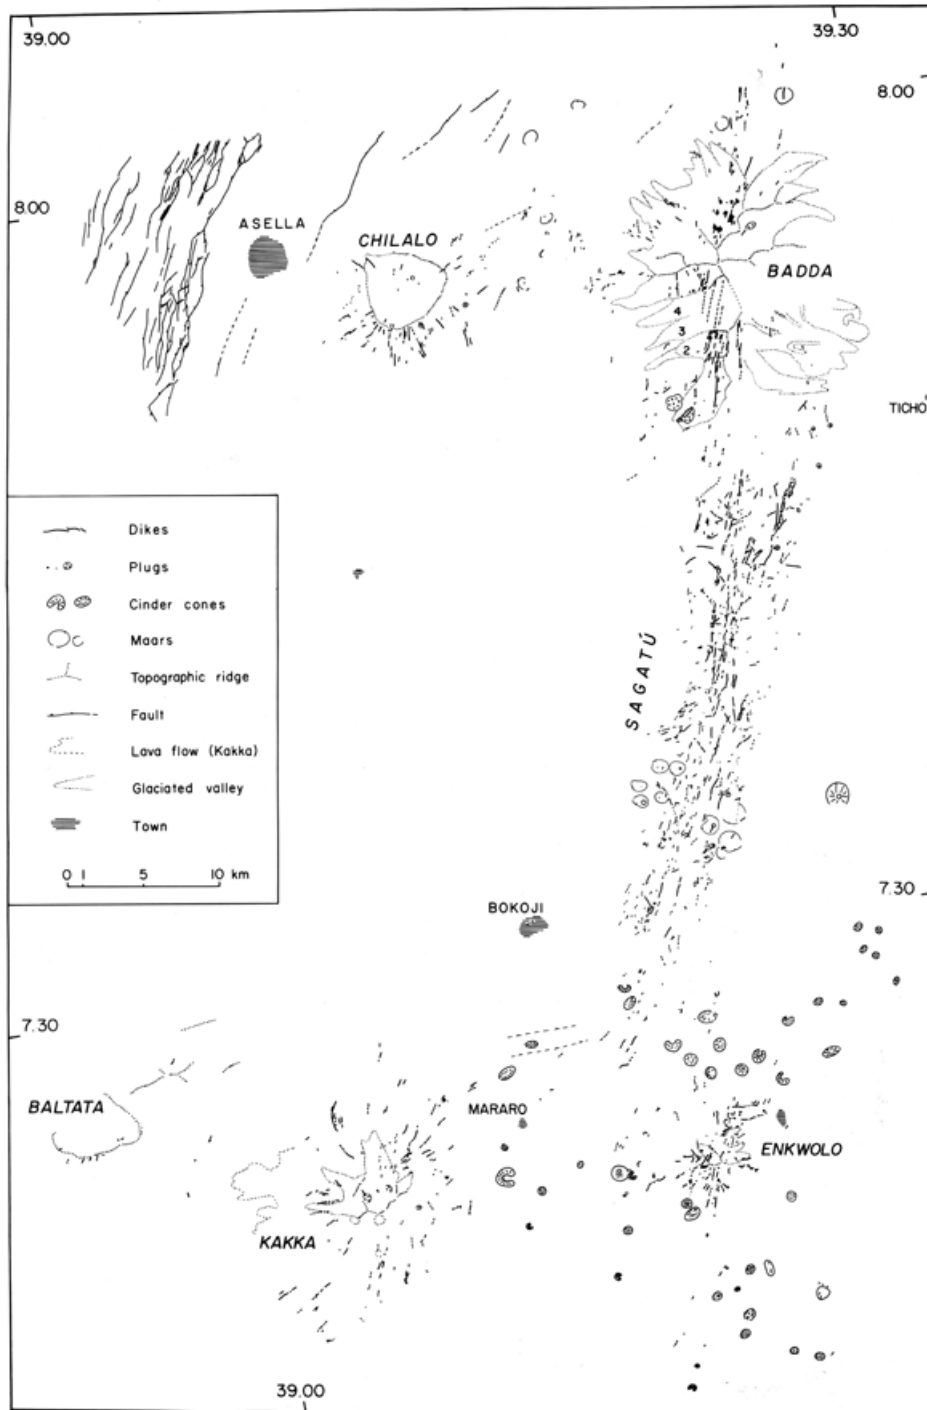 39.00
39.30
8.00
8.00
ASELLA
CHILALO
BADDA
4
3
2
TICHO
Dikes
Plugs
Cinder cones
Maars
Topographic ridge
Fault
Lava flow (Kakka)
Glaciated valley
Town
0 1 5 10 km
SAGATÚ
7.30
BOKOJI
7.30
BALTATA
MARARO
ENKWOLO
KAKKA
39.00